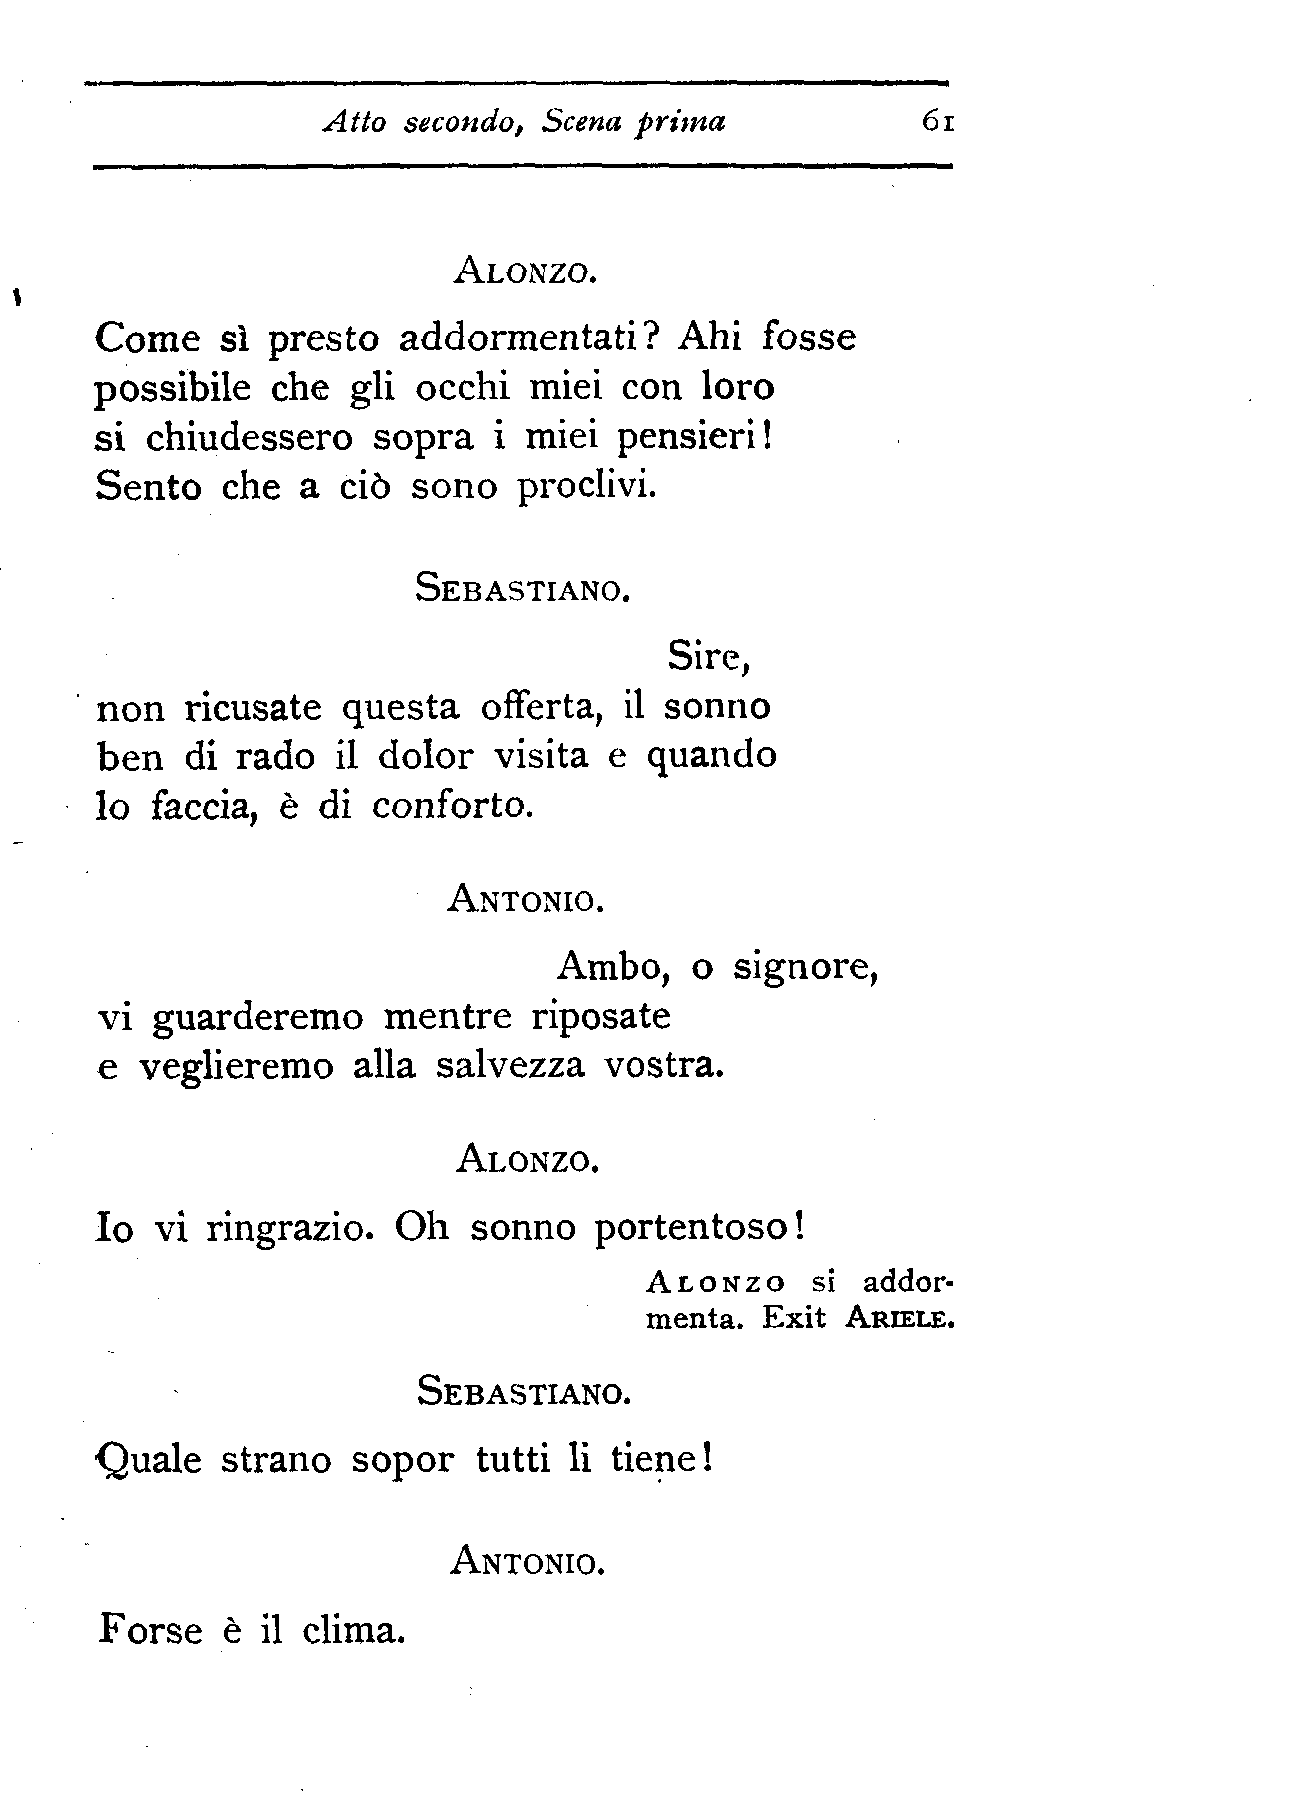 Atto secondo, Scena prima 61
ALONZO.
Come sì presto addormentati? Ahi fosse
possibile che gli occhi miei con loro
si chiudessero sopra i miei pensieri!
Sento che a ciò sono proclivi.
SEBASTIANO.
Sire,
non ricusate questa offerta, il sonno
ben di rado il dolor visita e quando
lo faccia, è di conforto.
ANTONIO.
Ambo, o signore,
vi guarderemo mentre riposate
e veglieremo alla salvezza vostra.
ALONZO.
Io vi ringrazio. Oh sonno portentoso!
ALONZO si addor-
menta. Exit ARIELE.
SEBASTIANO.
Quale strano sopor tutti li tiene!
ANTONIO.
Forse è il clima.